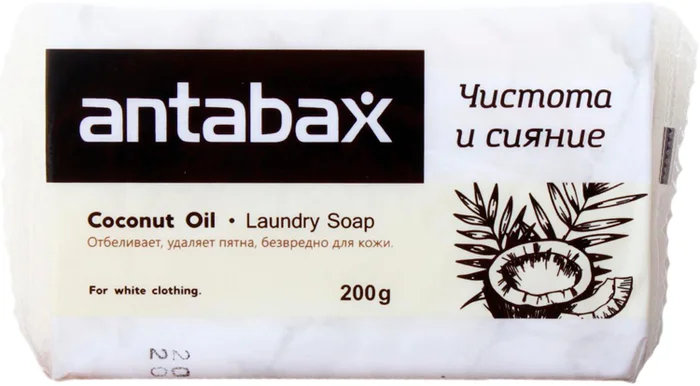 antabax
Чистота
и сияние
Coconut Oil • Laundry Soap
Отбеливает, удаляет пятна, безвредно для кожи.
For white clothing.
200g